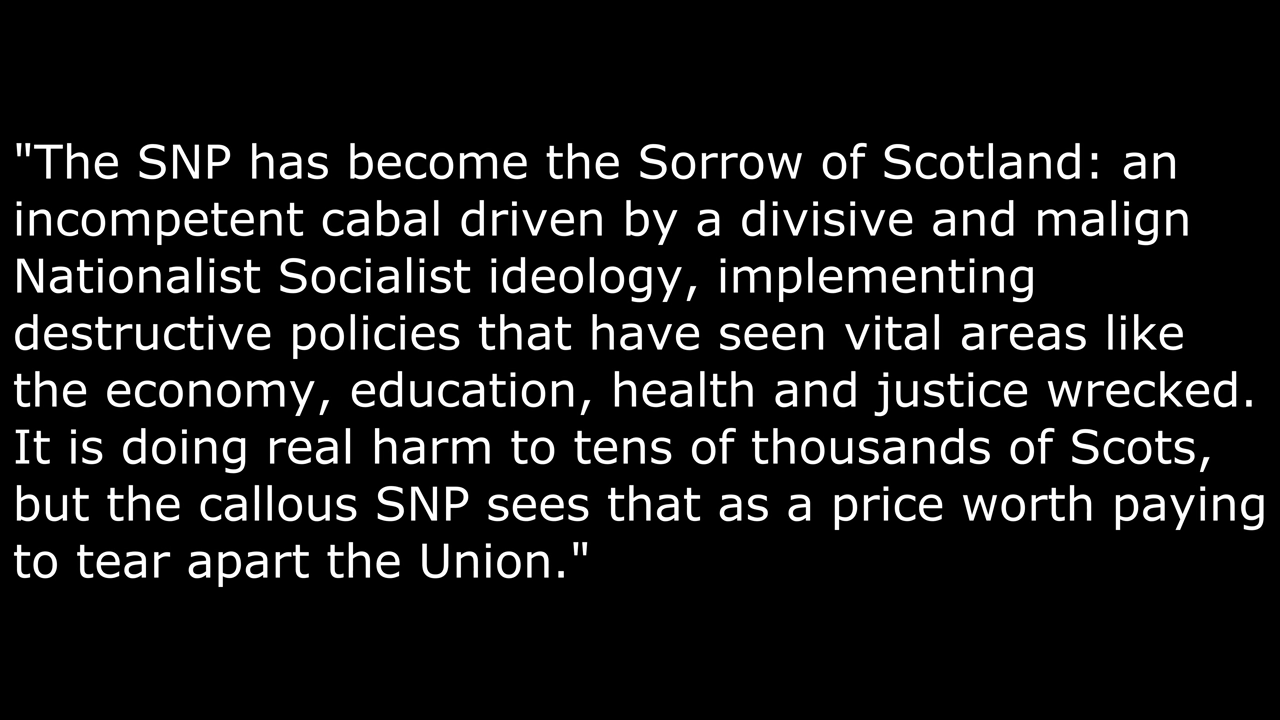 "The SNP has become the Sorrow of Scotland: an
incompetent cabal driven by a divisive and malign
Nationalist Socialist ideology, implementing
destructive policies that have seen vital areas like
the economy, education, health and justice wrecked.
It is doing real harm to tens of thousands of Scots,
but the callous SNP sees that as a price worth paying
to tear apart the Union."